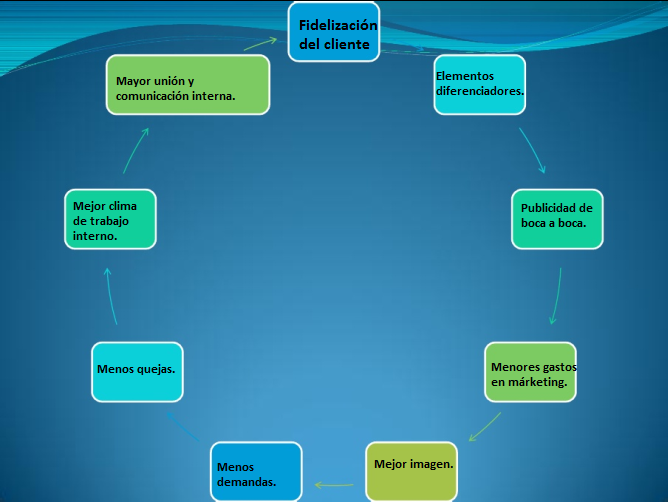 Fidelización
del cliente
Elementos
diferenciadores.
Publicidad de
boca a boca.
Menores gastos
en márketing.
Mejor imagen.
Menos
demandas.
Menos quejas.
Mejor clima
de trabajo
interno.
Mayor unión y
comunicación interna.